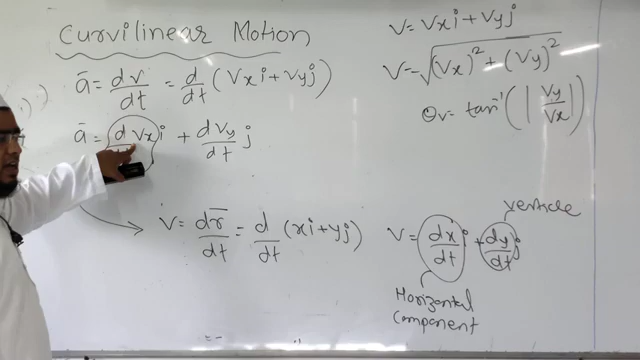 Curvilinear Motion
ā = dv/dt = d/dt (Vxi + Vyj)
ā = dVx/dt i + dVy/dt j
V = dr̄/dt = d/dt (xi + yj)
V = Vxi + Vyj
V = √(Vx)² + (Vy)²
θv = tan⁻¹ (|Vy/Vx|)
verticle
V = dx/dt i + dy/dt j
Horizontal
Component